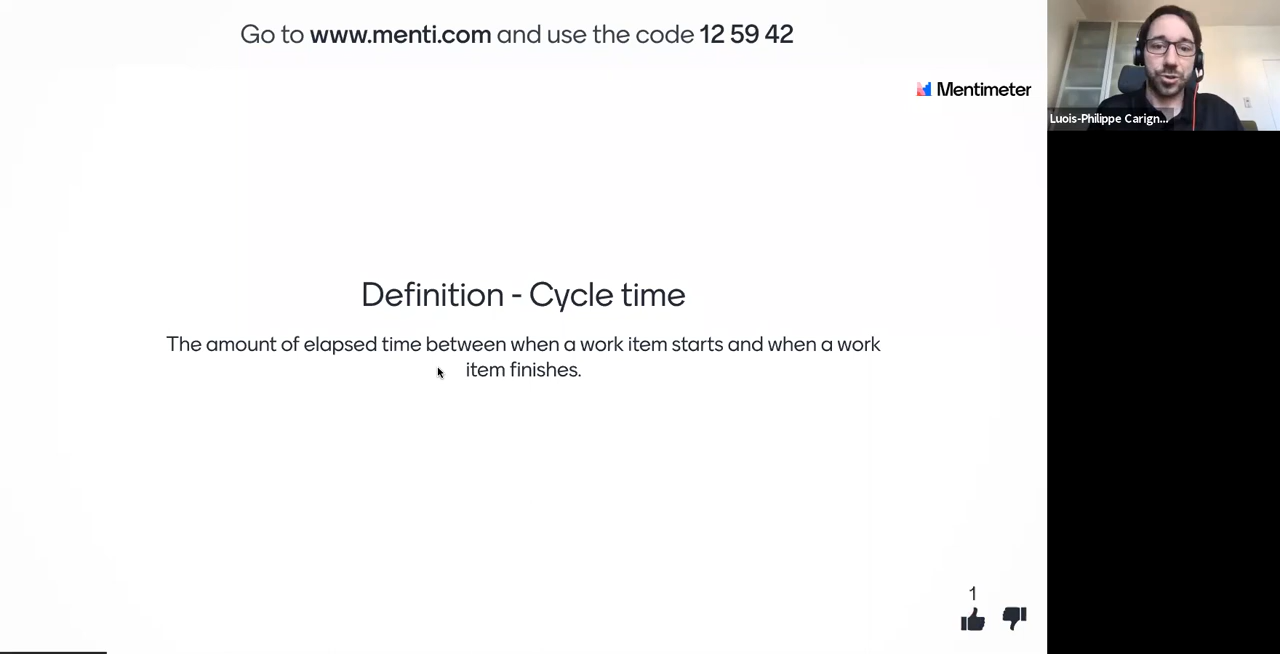 Go to www.menti.com and use the code 12 59 42
Mentimeter
Luois-Philippe Carign...
Definition - Cycle time
The amount of elapsed time between when a work item starts and when a work
item finishes.
1